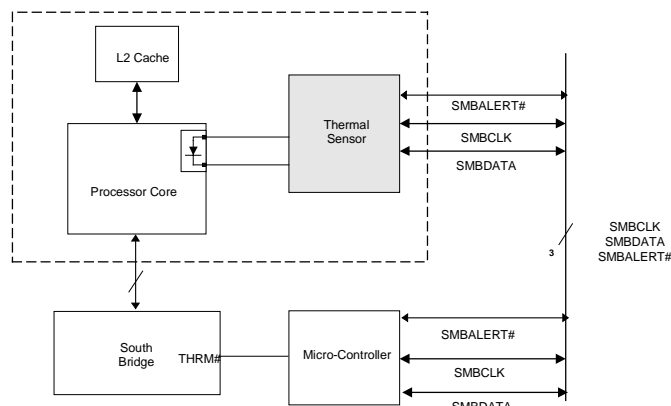 L2 Cache
Thermal
Sensor
Processor Core
SMBALERT#
SMBCLK
SMBDATA
3
SMBCLK
SMBDATA
SMBALERT#
South
Bridge
THRM#
Micro-Controller
SMBALERT#
SMBCLK
SMBDATA